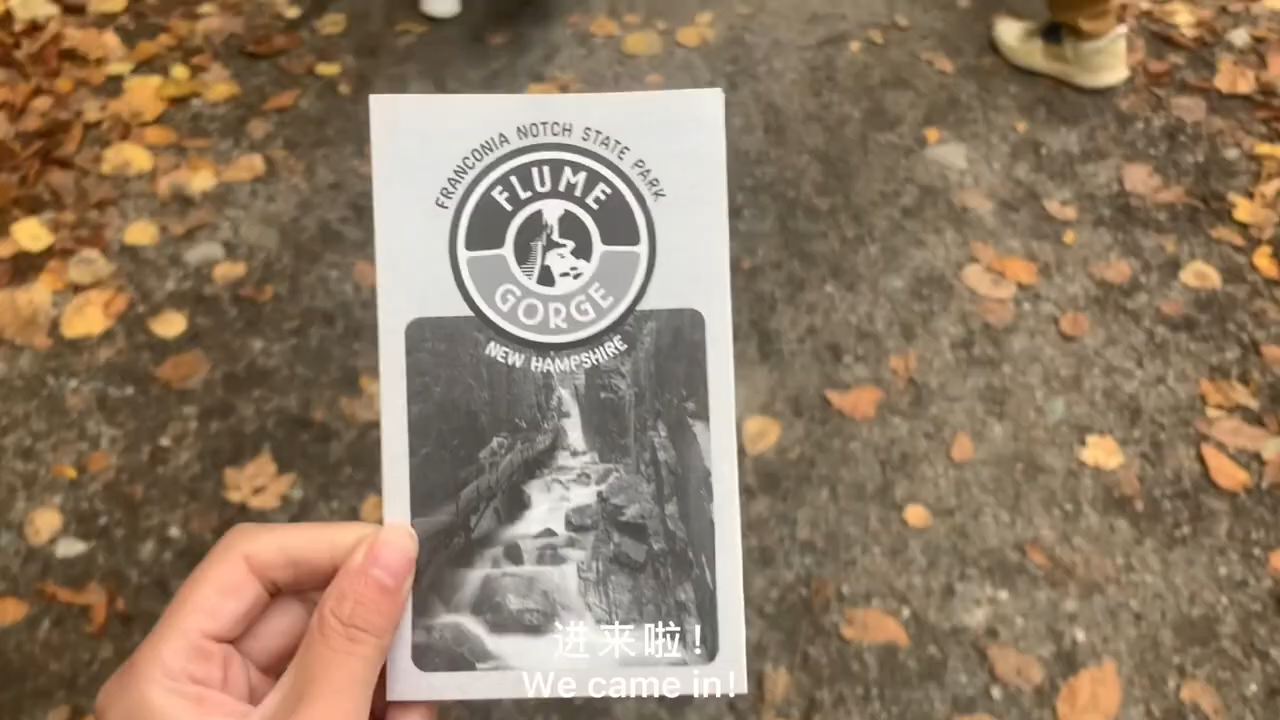 FRANCONIA NOTCH STATE PARK
FLUME
GORGE
NEW HAMPSHIRE
进来啦！
We came in!